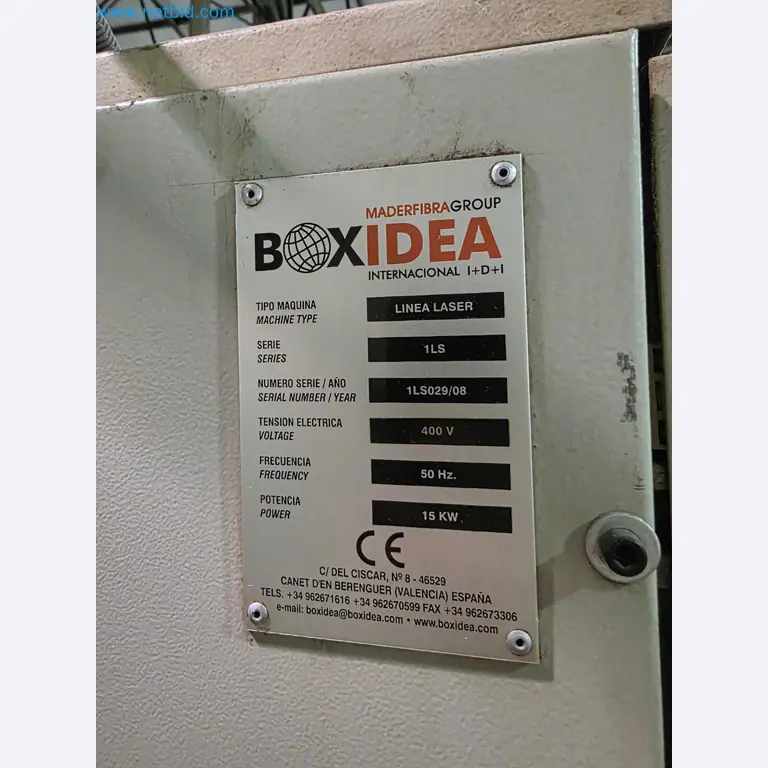 www.netbid.com
MADERFIBRAGROUP
BOXIDEA
INTERNACIONAL I+D+I
TIPO MAQUINA
MACHINE TYPE
LINEA LASER
SERIE
SERIES
1LS
NUMERO SERIE / AÑO
SERIAL NUMBER / YEAR
1LS029/08
TENSION ELECTRICA
VOLTAGE
400 V
FRECUENCIA
FREQUENCY
50 Hz.
POTENCIA
POWER
15 KW
CE
C/ DEL CISCAR, Nº 8 - 46529
CANET D'EN BERENGUER (VALENCIA) ESPAÑA
TELS. +34 962671616 +34 962670599 FAX +34 962673306
e-mail: boxidea@boxidea.com • www.boxidea.com